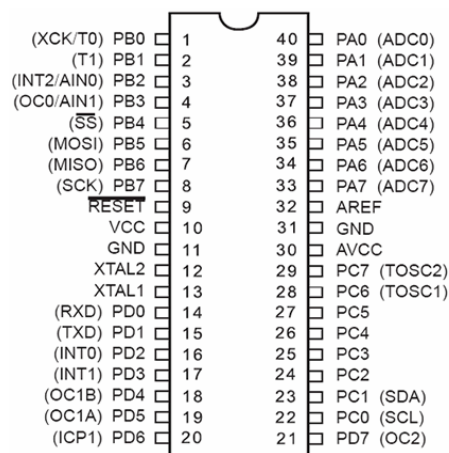 (XCK/T0) PB0 1 40 PA0 (ADC0)
(T1) PB1 2 39 PA1 (ADC1)
(INT2/AIN0) PB2 3 38 PA2 (ADC2)
(OC0/AIN1) PB3 4 37 PA3 (ADC3)
(SS) PB4 5 36 PA4 (ADC4)
(MOSI) PB5 6 35 PA5 (ADC5)
(MISO) PB6 7 34 PA6 (ADC6)
(SCK) PB7 8 33 PA7 (ADC7)
RESET 9 32 AREF
VCC 10 31 GND
GND 11 30 AVCC
XTAL2 12 29 PC7 (TOSC2)
XTAL1 13 28 PC6 (TOSC1)
(RXD) PD0 14 27 PC5
(TXD) PD1 15 26 PC4
(INT0) PD2 16 25 PC3
(INT1) PD3 17 24 PC2
(OC1B) PD4 18 23 PC1 (SDA)
(OC1A) PD5 19 22 PC0 (SCL)
(ICP1) PD6 20 21 PD7 (OC2)